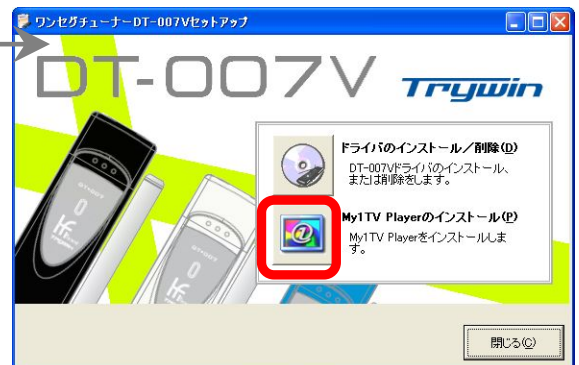 ワンセグチューナーDT-007Vセットアップ
DT-007V
Trywin
ドライバのインストール/削除(D)
DT-007Vドライバのインストール、
または削除をします。
My1TV Playerのインストール(P)
My1TV Playerをインストールしま
す。
閉じる(C)